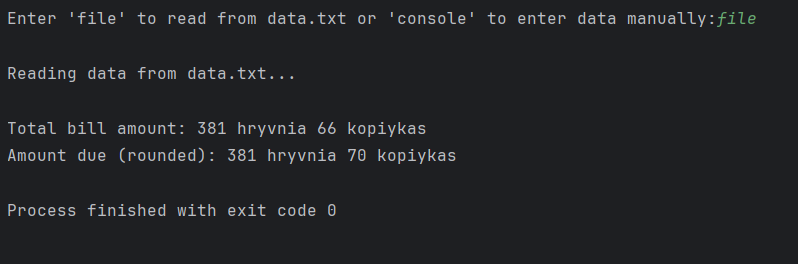 Enter 'file' to read from data.txt or 'console' to enter data manually:file
Reading data from data.txt...
Total bill amount: 381 hryvnia 66 kopiykas
Amount due (rounded): 381 hryvnia 70 kopiykas
Process finished with exit code 0